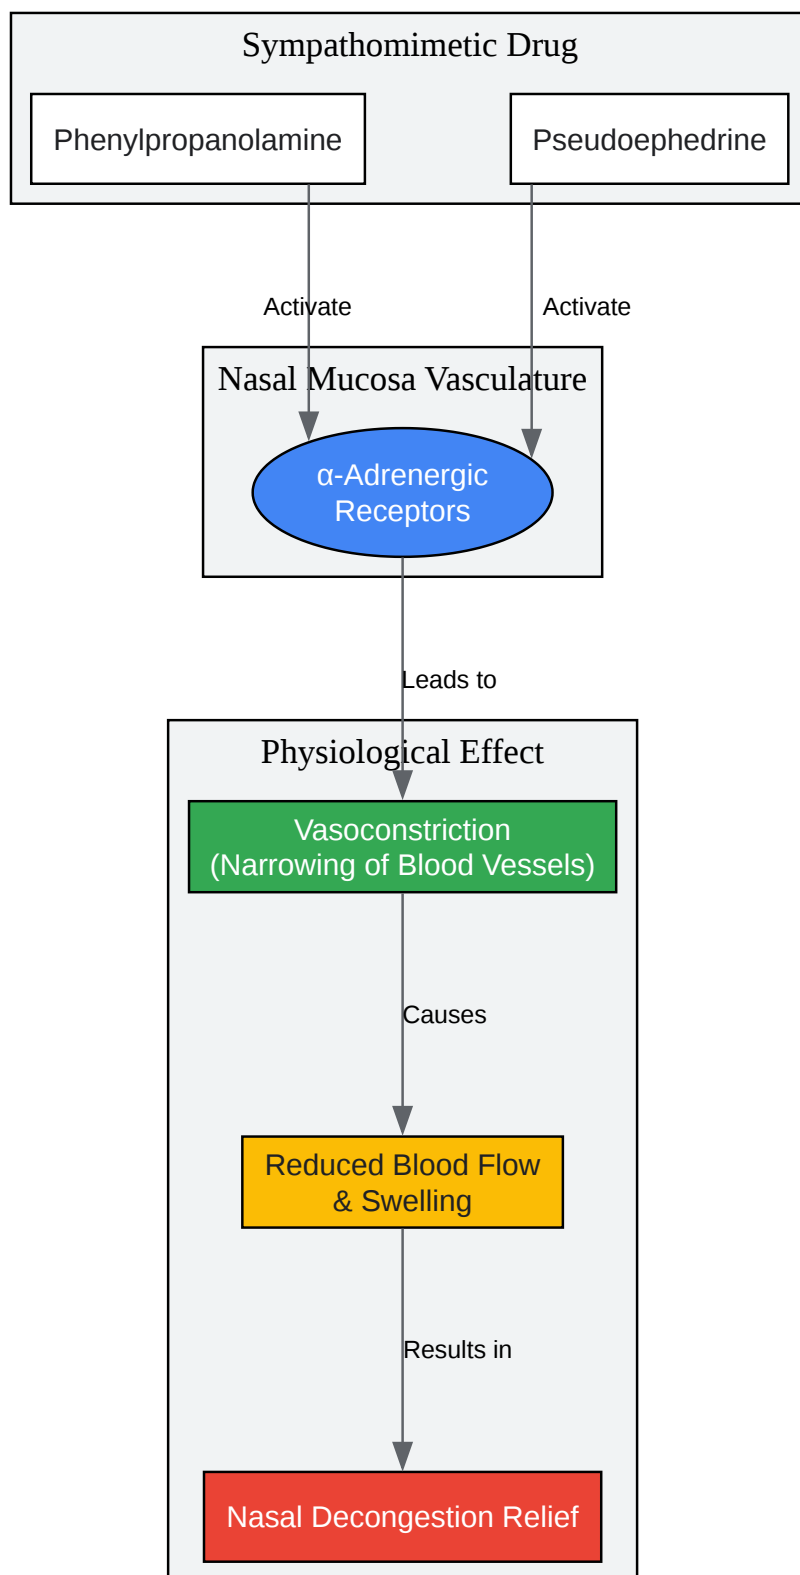 Sympathomimetic Drug
Phenylpropanolamine
Pseudoephedrine
Activate
Activate
Nasal Mucosa Vasculature
α-Adrenergic
Receptors
Leads to
Physiological Effect
Vasoconstriction
(Narrowing of Blood Vessels)
Causes
Reduced Blood Flow
& Swelling
Results in
Nasal Decongestion Relief